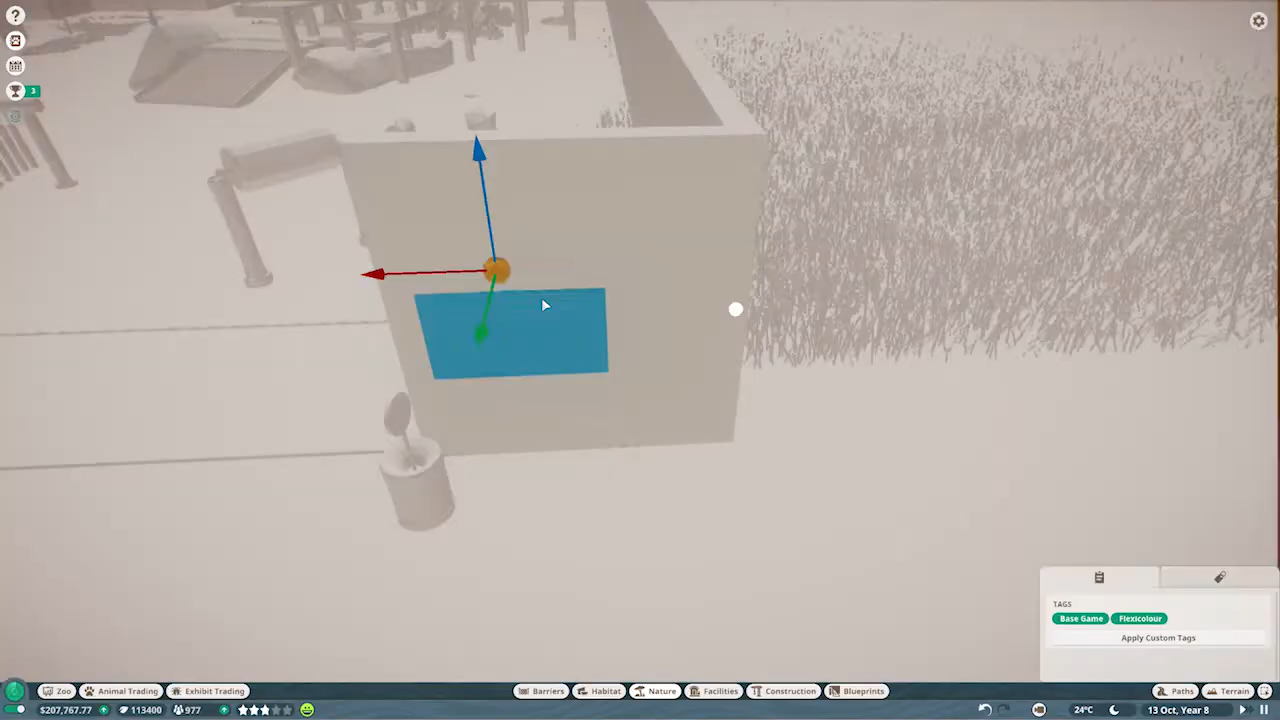 ?
3
TAGS
Base Game Flexicolour
Apply Custom Tags
Zoo Animal Trading Exhibit Trading Barriers Habitat Nature Facilities Construction Blueprints Paths Terrain
$207,767.77 113400 977 24°C 13 Oct, Year 8